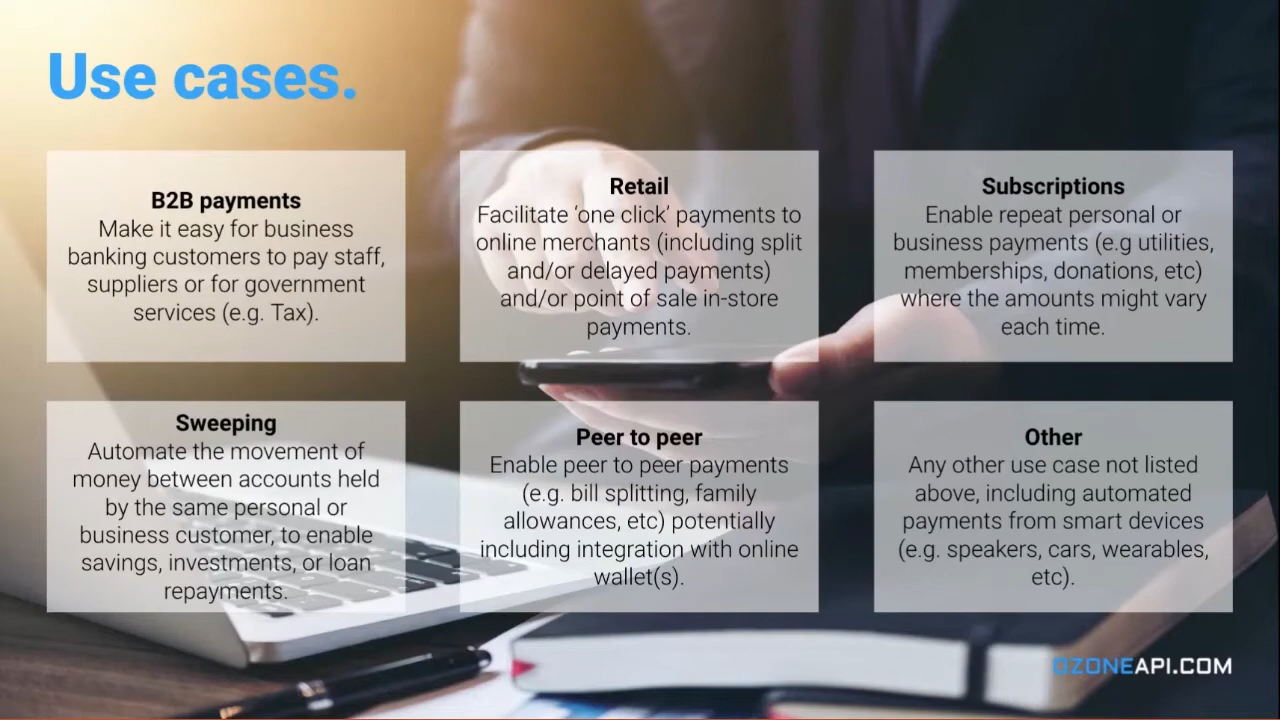 Use cases.
B2B payments
Make it easy for business
banking customers to pay staff,
suppliers or for government
services (e.g. Tax).
Retail
Facilitate ‘one click’ payments to
online merchants (including split
and/or delayed payments)
and/or point of sale in-store
payments.
Subscriptions
Enable repeat personal or
business payments (e.g utilities,
memberships, donations, etc)
where the amounts might vary
each time.
Sweeping
Automate the movement of
money between accounts held
by the same personal or
business customer, to enable
savings, investments, or loan
repayments.
Peer to peer
Enable peer to peer payments
(e.g. bill splitting, family
allowances, etc) potentially
including integration with online
wallet(s).
Other
Any other use case not listed
above, including automated
payments from smart devices
(e.g. speakers, cars, wearables,
etc).
OZONEAPI.COM